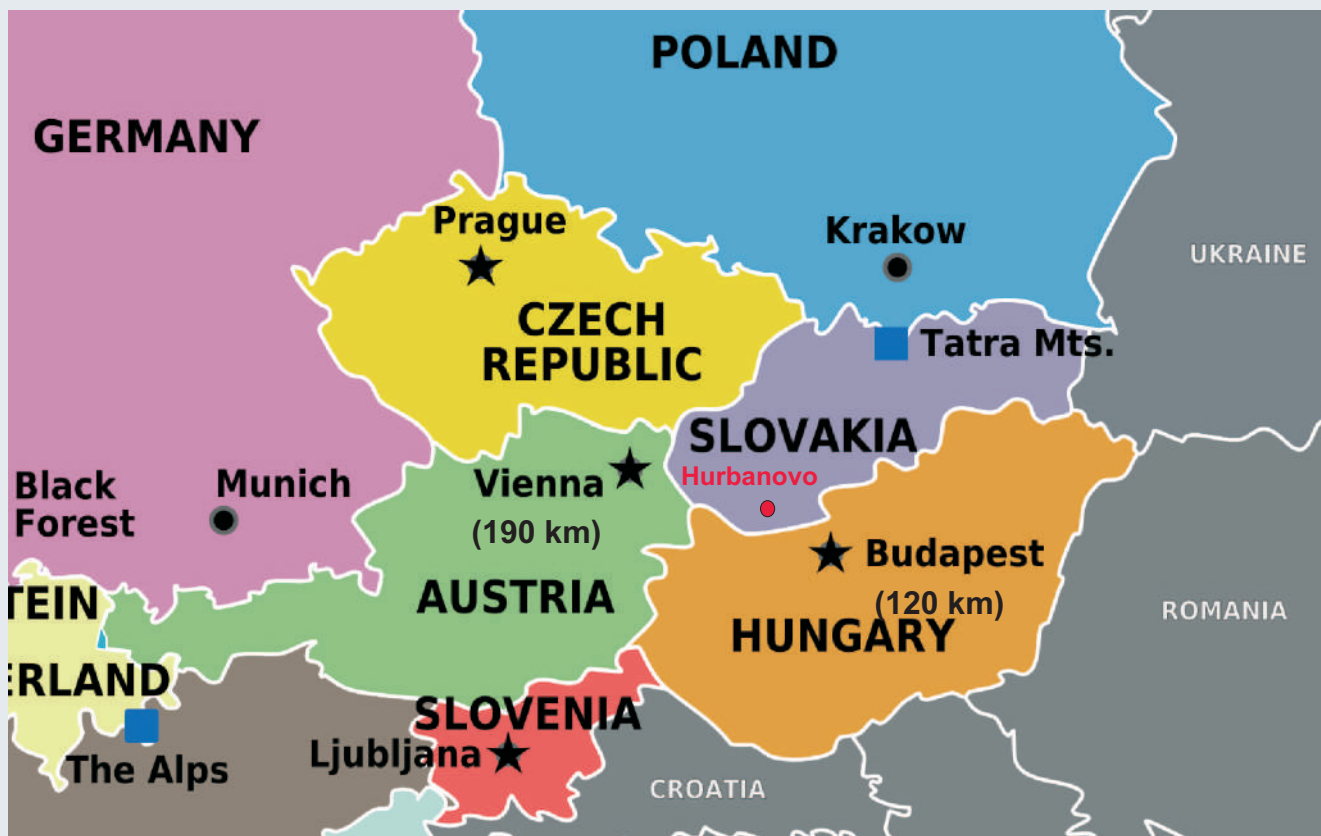 POLAND
GERMANY
Prague
Krakow
UKRAINE
CZECH
REPUBLIC
Tatra Mts.
SLOVAKIA
Hurbanovo
Black
Forest
Munich
Vienna
(190 km)
Budapest
(120 km)
AUSTRIA
HUNGARY
ROMANIA
TEIN
ERLAND
SLOVENIA
Ljubljana
The Alps
CROATIA